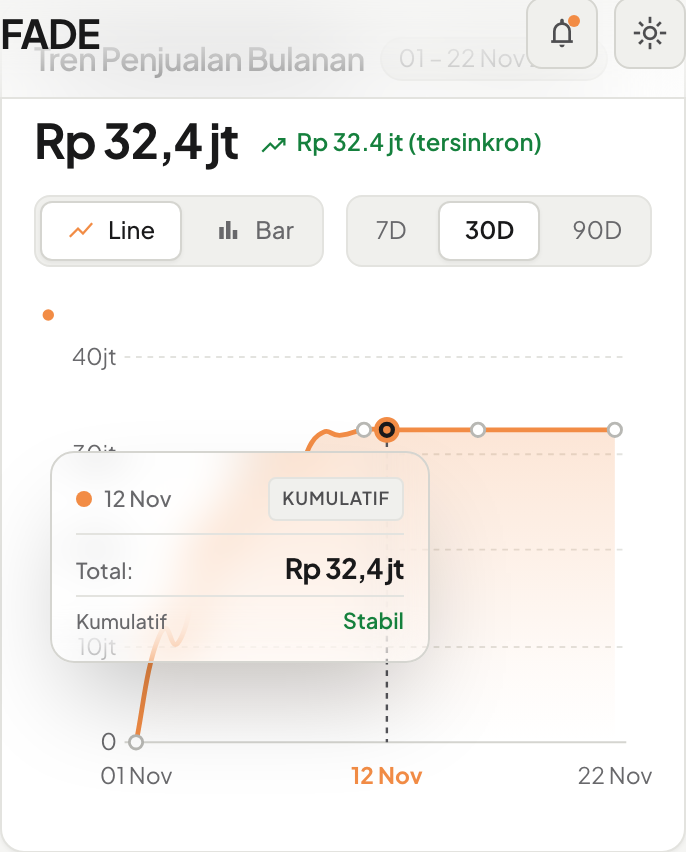 FADE
Tren Penjualan Bulanan 01 – 22 Nov
Rp 32,4 jt Rp 32.4 jt (tersinkron)
Line Bar 7D 30D 90D
40jt
12 Nov KUMULATIF
Total: Rp 32,4 jt
Kumulatif Stabil
10jt
0
01 Nov 12 Nov 22 Nov